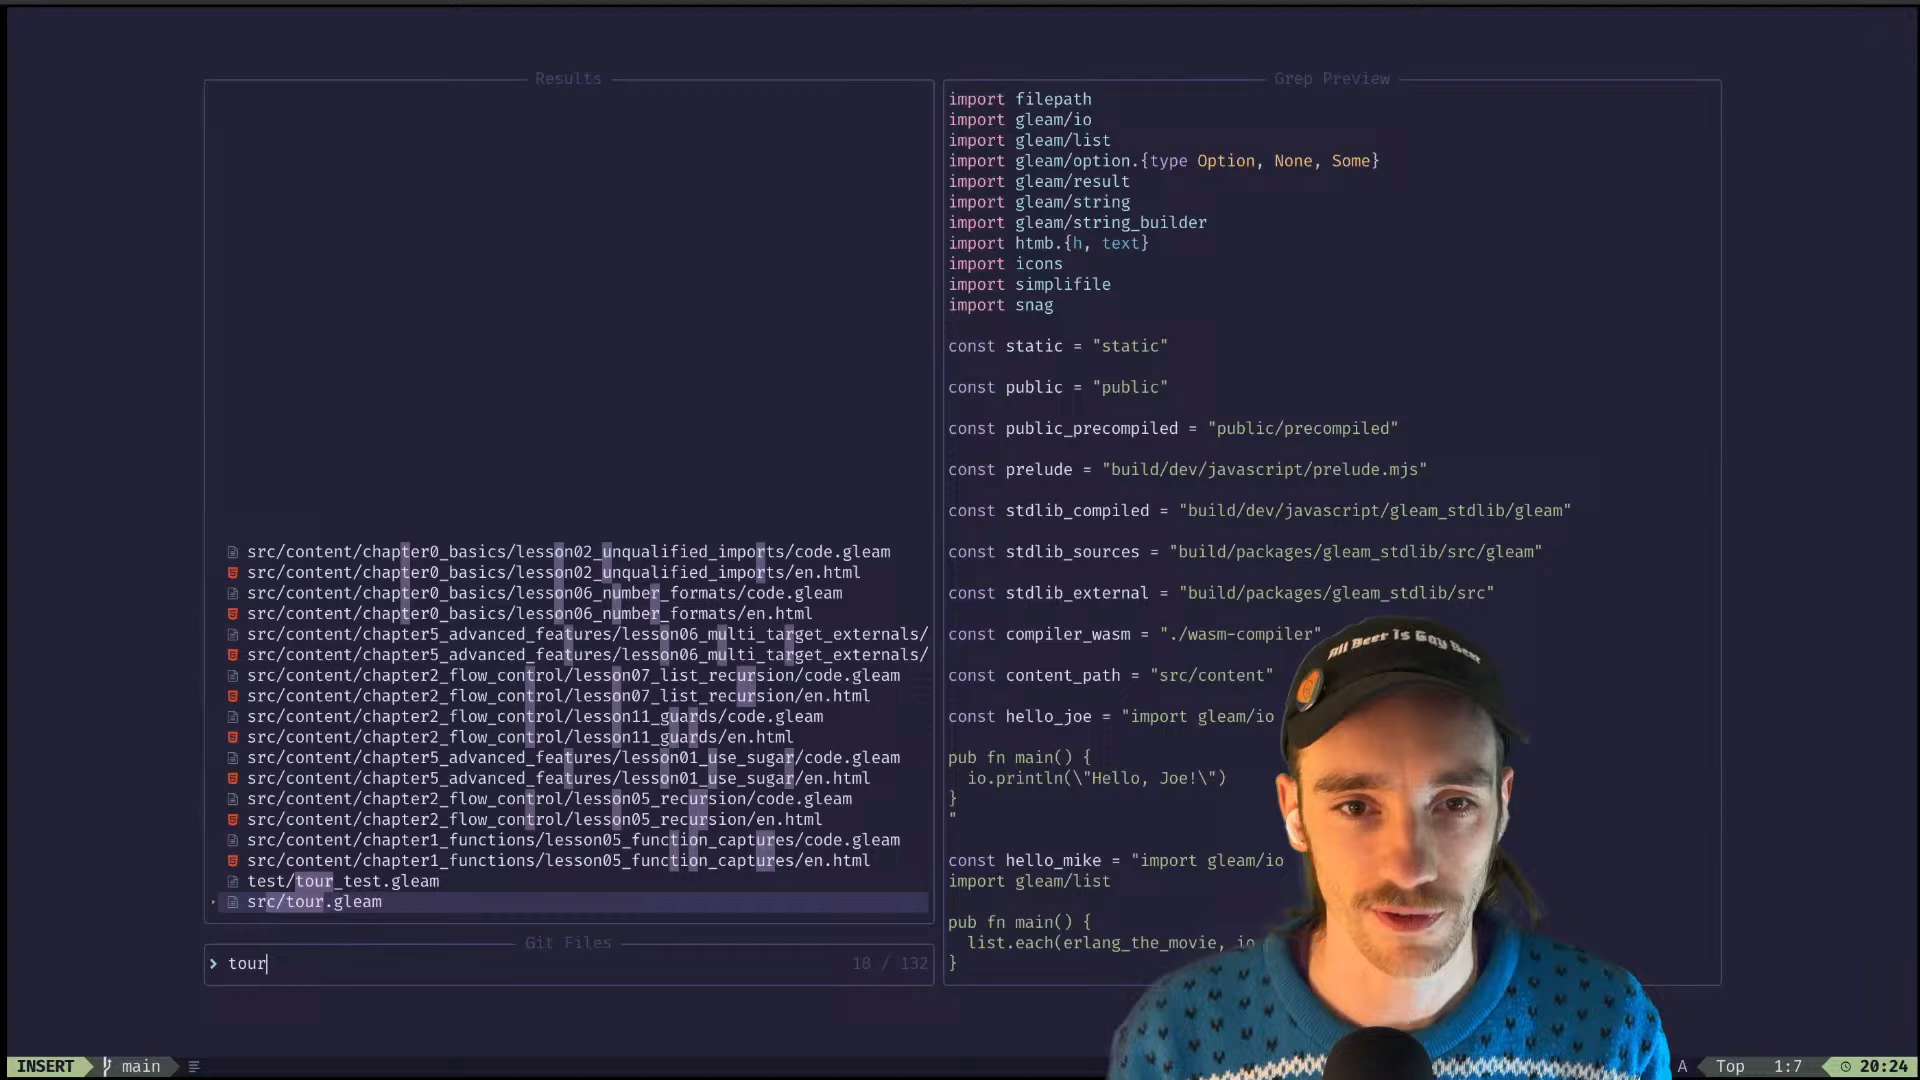 Results
src/content/chapter0_basics/lesson02_unqualified_imports/code.gleam
src/content/chapter0_basics/lesson02_unqualified_imports/en.html
src/content/chapter0_basics/lesson06_number_formats/code.gleam
src/content/chapter0_basics/lesson06_number_formats/en.html
src/content/chapter5_advanced_features/lesson06_multi_target_externals/
src/content/chapter5_advanced_features/lesson06_multi_target_externals/
src/content/chapter2_flow_control/lesson07_list_recursion/code.gleam
src/content/chapter2_flow_control/lesson07_list_recursion/en.html
src/content/chapter2_flow_control/lesson11_guards/code.gleam
src/content/chapter2_flow_control/lesson11_guards/en.html
src/content/chapter5_advanced_features/lesson01_use_sugar/code.gleam
src/content/chapter5_advanced_features/lesson01_use_sugar/en.html
src/content/chapter2_flow_control/lesson05_recursion/code.gleam
src/content/chapter2_flow_control/lesson05_recursion/en.html
src/content/chapter1_functions/lesson05_function_captures/code.gleam
src/content/chapter1_functions/lesson05_function_captures/en.html
test/tour_test.gleam
src/tour.gleam
Git Files
> tour 18 / 132
Grep Preview
import filepath
import gleam/io
import gleam/list
import gleam/option.{type Option, None, Some}
import gleam/result
import gleam/string
import gleam/string_builder
import htmb.{h, text}
import icons
import simplifile
import snag
const static = "static"
const public = "public"
const public_precompiled = "public/precompiled"
const prelude = "build/dev/javascript/prelude.mjs"
const stdlib_compiled = "build/dev/javascript/gleam_stdlib/gleam"
const stdlib_sources = "build/packages/gleam_stdlib/src/gleam"
const stdlib_external = "build/packages/gleam_stdlib/src"
const compiler_wasm = "./wasm-compiler"
const content_path = "src/content"
const hello_joe = "import gleam/io
pub fn main() {
io.println(\"Hello, Joe!\")
}
"
const hello_mike = "import gleam/io
import gleam/list
pub fn main() {
list.each(erlang_the_movie, io
}
All Beer Is Gay Beer
INSERT main A Top 1:7 20:24